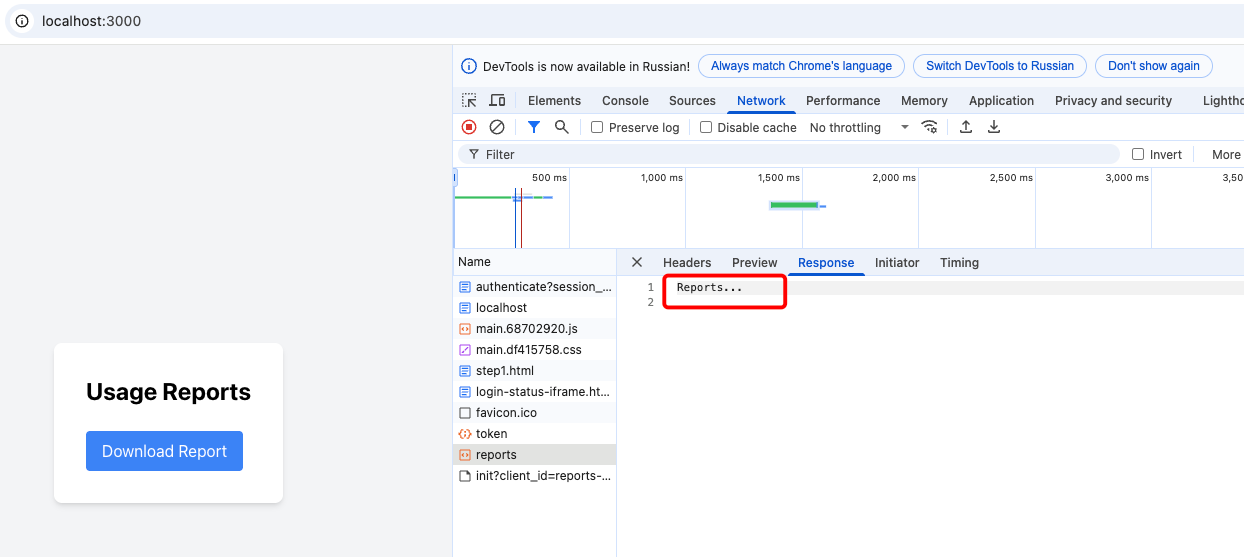 localhost:3000
DevTools is now available in Russian! Always match Chrome's language Switch DevTools to Russian Don't show again
Elements Console Sources Network Performance Memory Application Privacy and security Lightho
Preserve log Disable cache No throttling
Filter Invert More
500 ms 1,000 ms 1,500 ms 2,000 ms 2,500 ms 3,000 ms 3,50
Name Headers Preview Response Initiator Timing
authenticate?session_...
localhost
main.68702920.js
main.df415758.css
step1.html
login-status-iframe.ht...
favicon.ico
token
reports
init?client_id=reports-...
1 Reports...
2
Usage Reports
Download Report